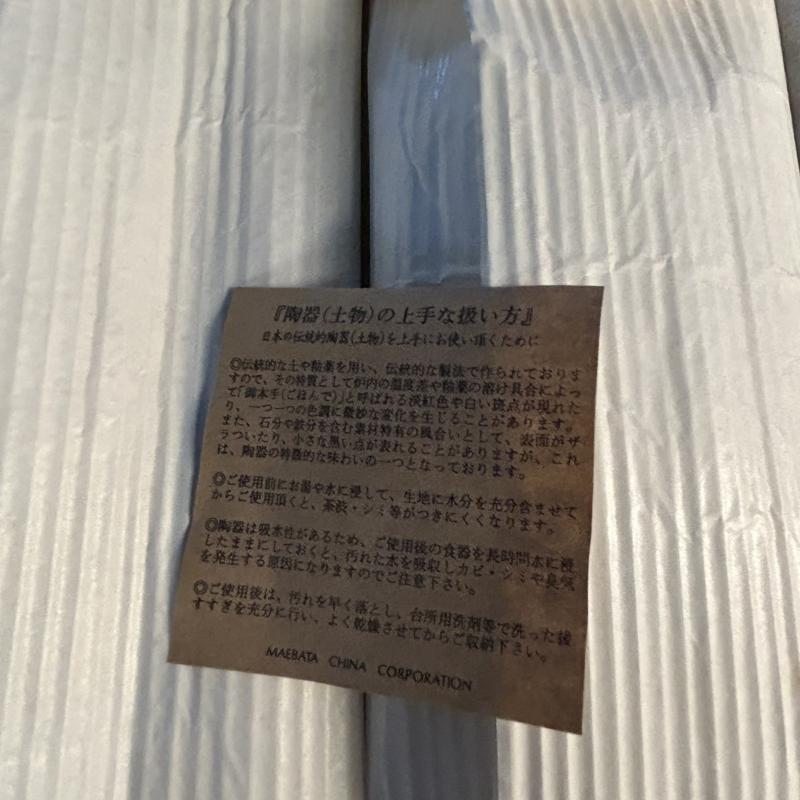 『陶器(土物)の上手な扱い方』
日本の伝統的陶器(土物)を上手にお使い頂くために
◎伝統的な土や釉薬を用い、伝統的な製法で作られておりま
すので、その特質として炉内の温度差や釉薬の溶け具合によっ
て「御本手(ごほんで)」と呼ばれる淡紅色や白い斑点が現れた
り、一つ一つの色調に微妙な変化を生じることがあります。
また、石分や鉄分を含む素材特有の風合いとして、表面がザ
ラついたり、小さな黒い点が表れることがありますが、これ
は、陶器の特徴的な味わいの一つとなっております。
◎ご使用前にお湯や水に浸して、生地に水分を充分含ませて
からご使用頂くと、茶渋・シミ等がつきにくくなります。
◎陶器は吸水性があるため、ご使用後の食器を長時間水に浸
したままにしておくと、汚れた水を吸収しカビ・シミや臭気
を発生する原因になりますのでご注意下さい。
◎ご使用後は、汚れを早く落とし、台所用洗剤等で洗った後
すすぎを充分に行い、よく乾燥させてからご収納下さい。
MAEBATA CHINA CORPORATION